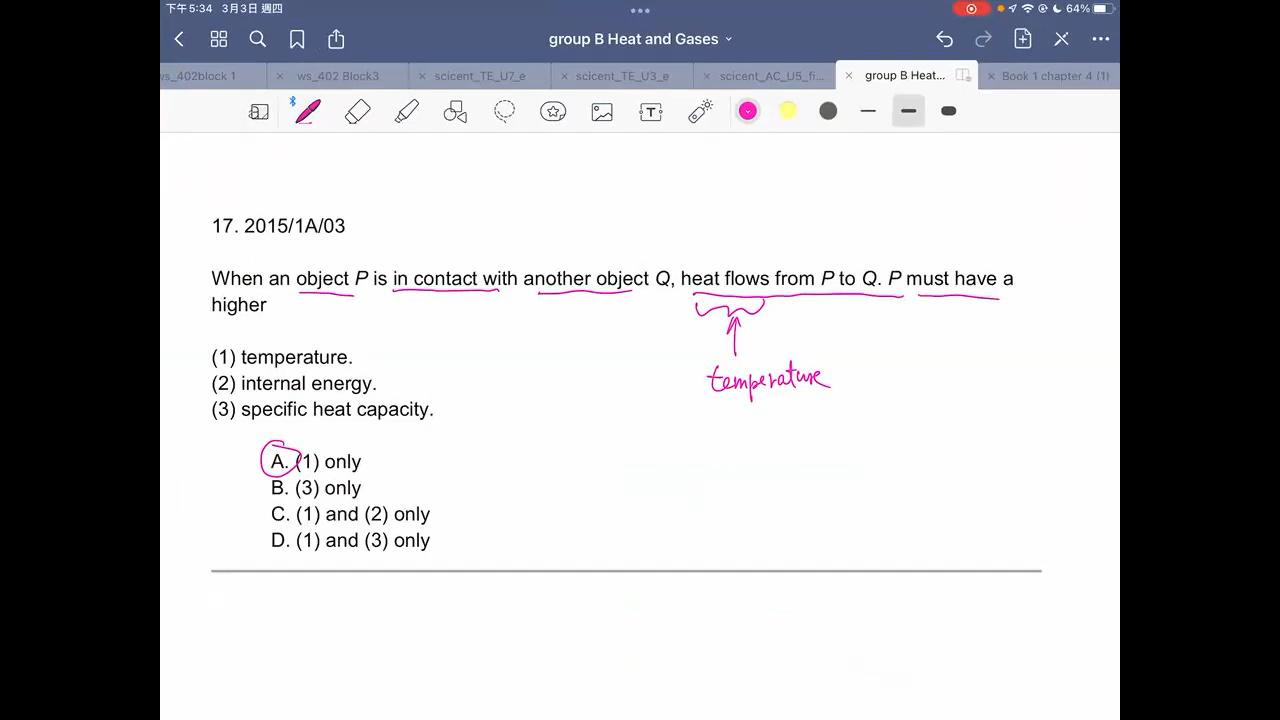 下午5:34 3月3日 週四
64%
group B Heat and Gases
ws_402block 1
ws_402 Block3
scicent_TE_U7_e
scicent_TE_U3_e
scicent_AC_U5_fi...
group B Heat...
Book 1 chapter 4 (1)
17. 2015/1A/03
When an object P is in contact with another object Q, heat flows from P to Q. P must have a
higher
(1) temperature.
(2) internal energy.
(3) specific heat capacity.
temperature
A. (1) only
B. (3) only
C. (1) and (2) only
D. (1) and (3) only